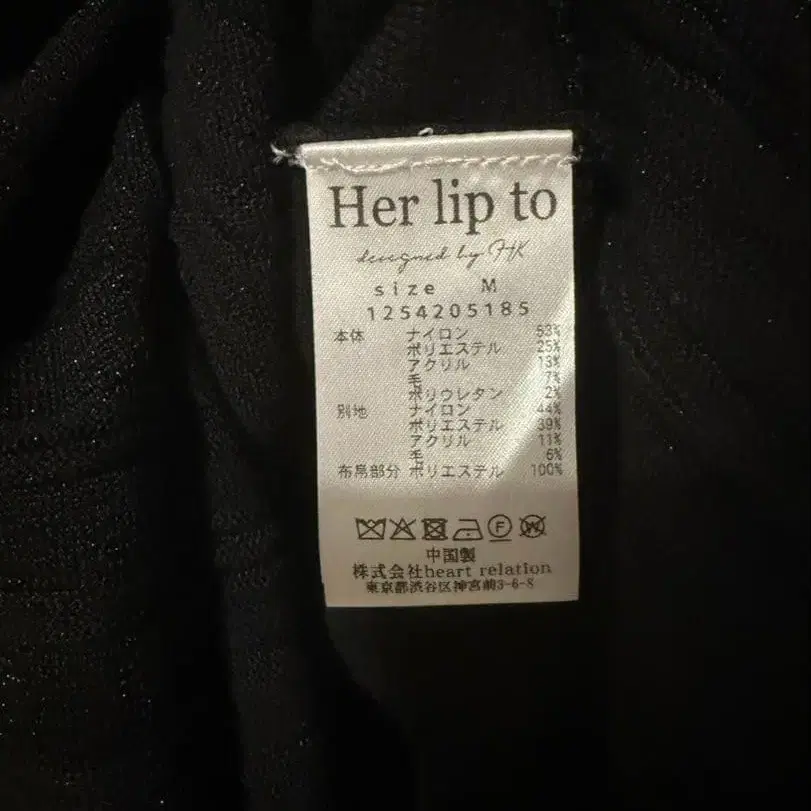 Her lip to
designed by HK
size M
1254205185
本体 ナイロン 53%
ポリエステル 25%
アクリル 13%
毛 7%
ポリウレタン 2%
別地 ナイロン 44%
ポリエステル 39%
アクリル 11%
毛 6%
布帛部分 ポリエステル 100%
F W
中国製
株式会社heart relation
東京都渋谷区神宮前3-6-8